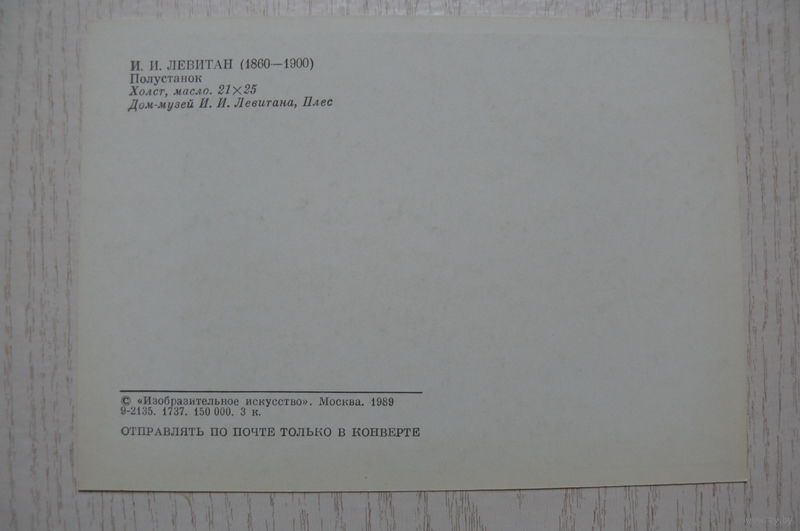 И. И. ЛЕВИТАН (1860—1900)
Полустанок
Холст, масло. 21×25
Дом-музей И. И. Левитана, Плес
© «Изобразительное искусство». Москва. 1989
9-2135. 1737. 150 000. 3 к.
ОТПРАВЛЯТЬ ПО ПОЧТЕ ТОЛЬКО В КОНВЕРТЕ